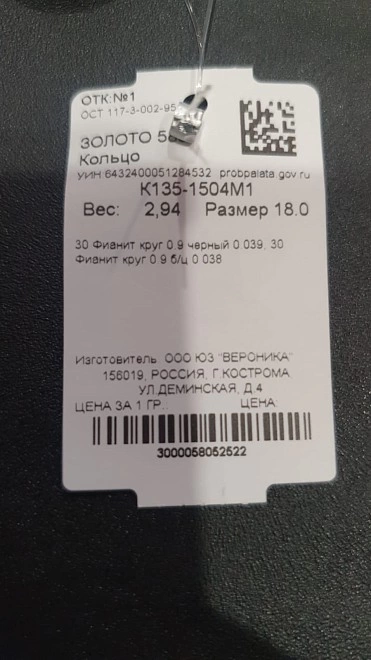 ОТК:№1
ОСТ 117-3-002-95
ЗОЛОТО
Кольцо
УИН 6432400051284532 probpalata.gov.ru
К135-1504М1
Вес: 2,94 Размер 18.0
30 Фианит круг 0.9 черный 0.039, 30
Фианит круг 0.9 б/ц 0.038
Изготовитель ООО ЮЗ "ВЕРОНИКА"
156019, РОССИЯ, Г.КОСТРОМА
УЛ.ДЕМИНСКАЯ, Д.4
ЦЕНА ЗА 1 ГР.: ЦЕНА:
3000058052522